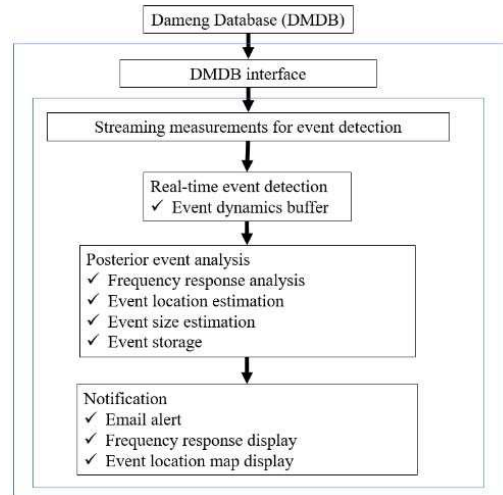 Dameng Database (DMDB)
DMDB interface
Streaming measurements for event detection
Real-time event detection
✓ Event dynamics buffer
Posterior event analysis
✓ Frequency response analysis
✓ Event location estimation
✓ Event size estimation
✓ Event storage
Notification
✓ Email alert
✓ Frequency response display
✓ Event location map display